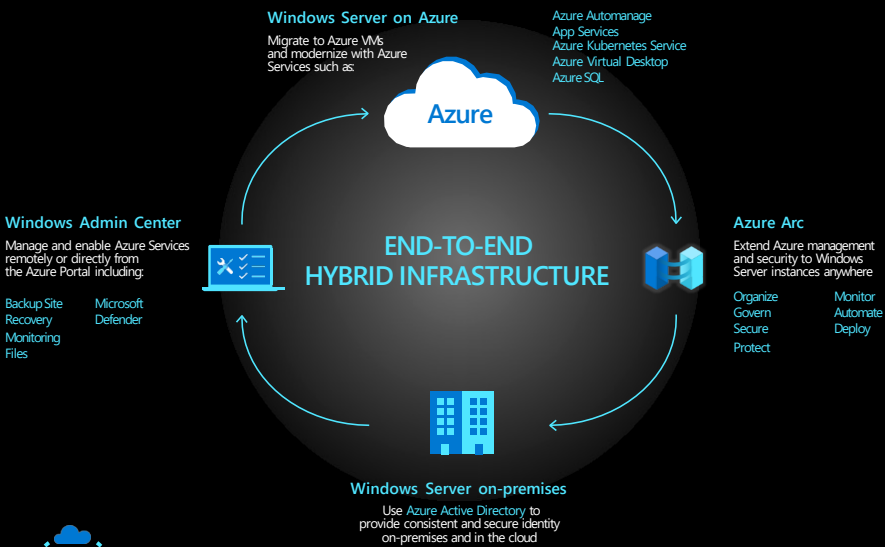 Windows Server on Azure
Migrate to Azure VMs
and modernize with Azure
Services such as:
Azure Automanage
App Services
Azure Kubernetes Service
Azure Virtual Desktop
Azure SQL
Azure
Windows Admin Center
Manage and enable Azure Services
remotely or directly from
the Azure Portal including:
Backup Site
Recovery
Monitoring
Files
Microsoft
Defender
END-TO-END
HYBRID INFRASTRUCTURE
Azure Arc
Extend Azure management
and security to Windows
Server instances anywhere
Organize
Govern
Secure
Protect
Monitor
Automate
Deploy
Windows Server on-premises
Use Azure Active Directory to
provide consistent and secure identity
on-premises and in the cloud